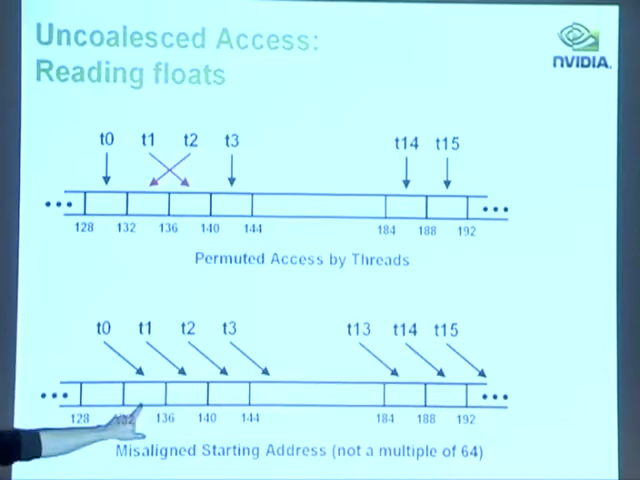 Uncoalesced Access:
Reading floats
NVIDIA.
t0 t1 t2 t3 t14 t15
••• •••
128 132 136 140 144 184 188 192
Permuted Access by Threads
t0 t1 t2 t3 t13 t14 t15
••• •••
128 132 136 140 144 184 188 192
Misaligned Starting Address (not a multiple of 64)